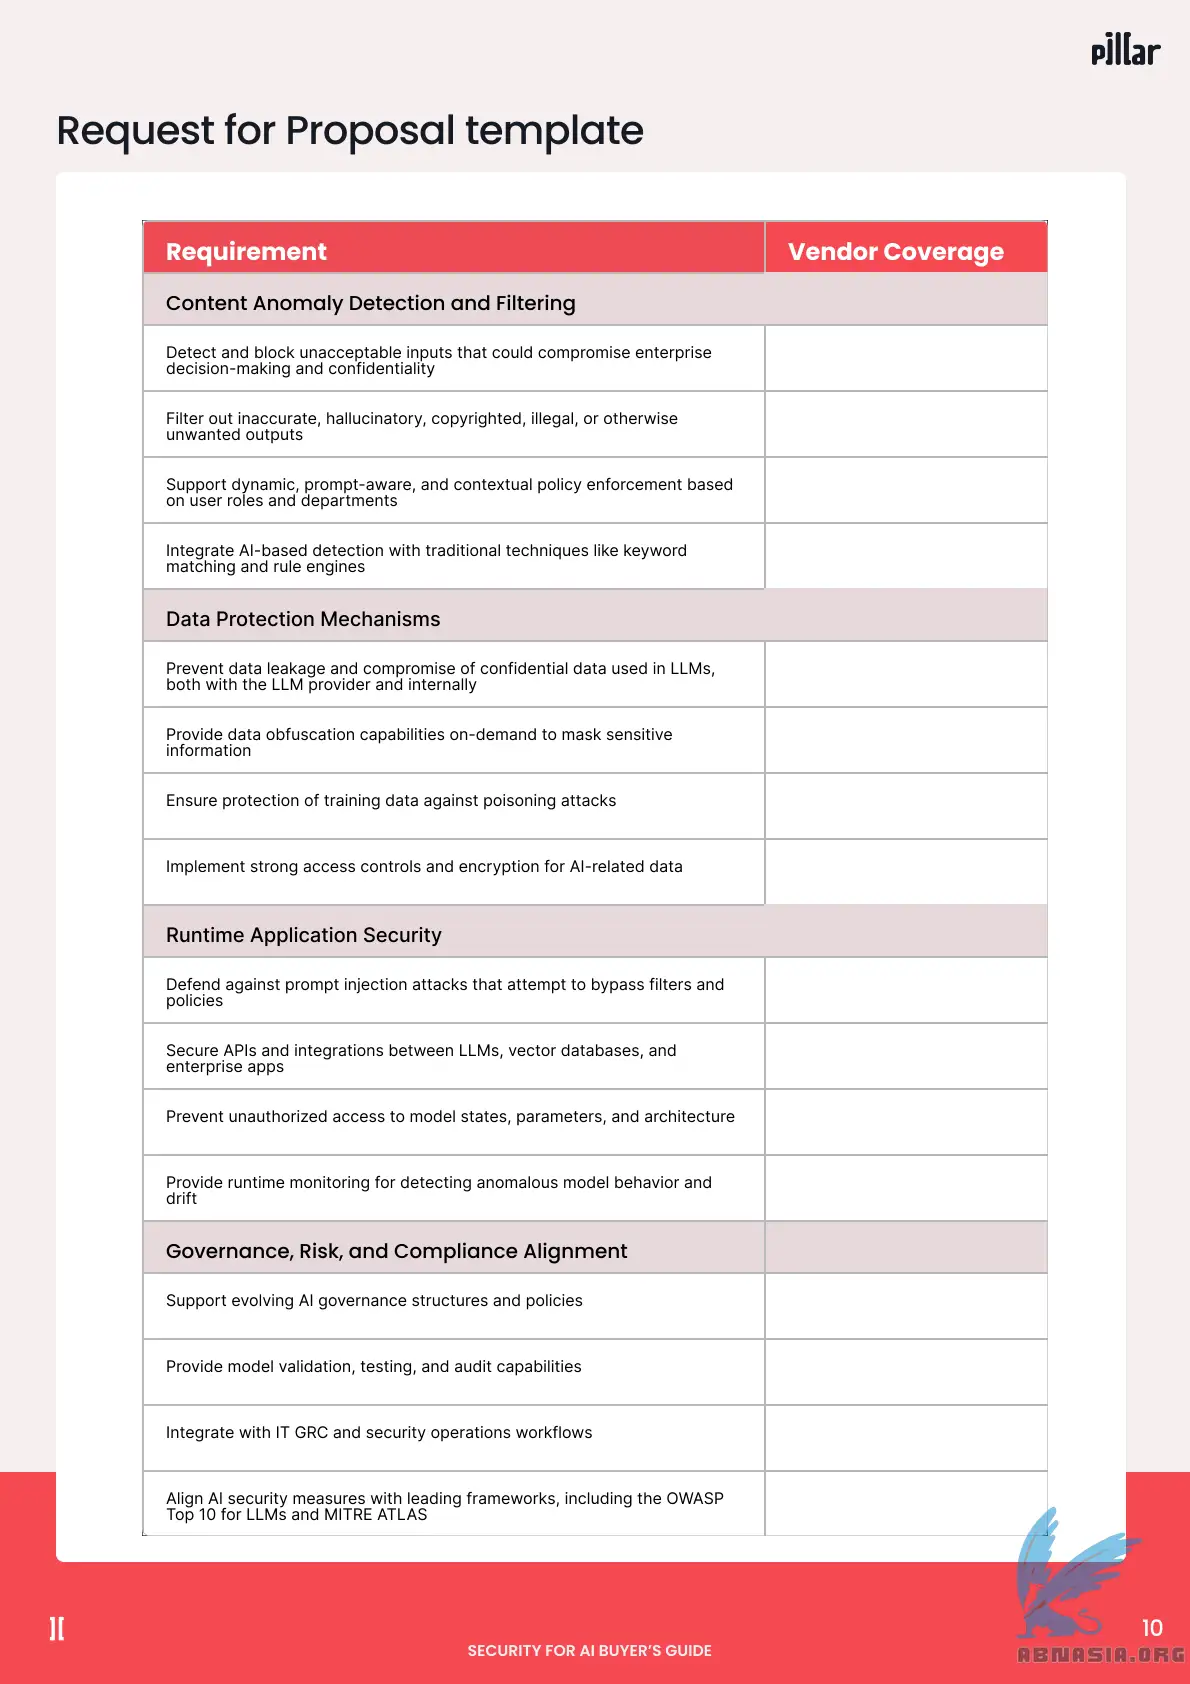 pillar
Request for Proposal template
Requirement
Vendor Coverage
Content Anomaly Detection and Filtering
Detect and block unacceptable inputs that could compromise enterprise
decision-making and confidentiality
Filter out inaccurate, hallucinatory, copyrighted, illegal, or otherwise
unwanted outputs
Support dynamic, prompt-aware, and contextual policy enforcement based
on user roles and departments
Integrate AI-based detection with traditional techniques like keyword
matching and rule engines
Data Protection Mechanisms
Prevent data leakage and compromise of confidential data used in LLMs,
both with the LLM provider and internally
Provide data obfuscation capabilities on-demand to mask sensitive
information
Ensure protection of training data against poisoning attacks
Implement strong access controls and encryption for AI-related data
Runtime Application Security
Defend against prompt injection attacks that attempt to bypass filters and
policies
Secure APIs and integrations between LLMs, vector databases, and
enterprise apps
Prevent unauthorized access to model states, parameters, and architecture
Provide runtime monitoring for detecting anomalous model behavior and
drift
Governance, Risk, and Compliance Alignment
Support evolving AI governance structures and policies
Provide model validation, testing, and audit capabilities
Integrate with IT GRC and security operations workflows
Align AI security measures with leading frameworks, including the OWASP
Top 10 for LLMs and MITRE ATLAS
SECURITY FOR AI BUYER'S GUIDE
10
ABNASIA.ORG